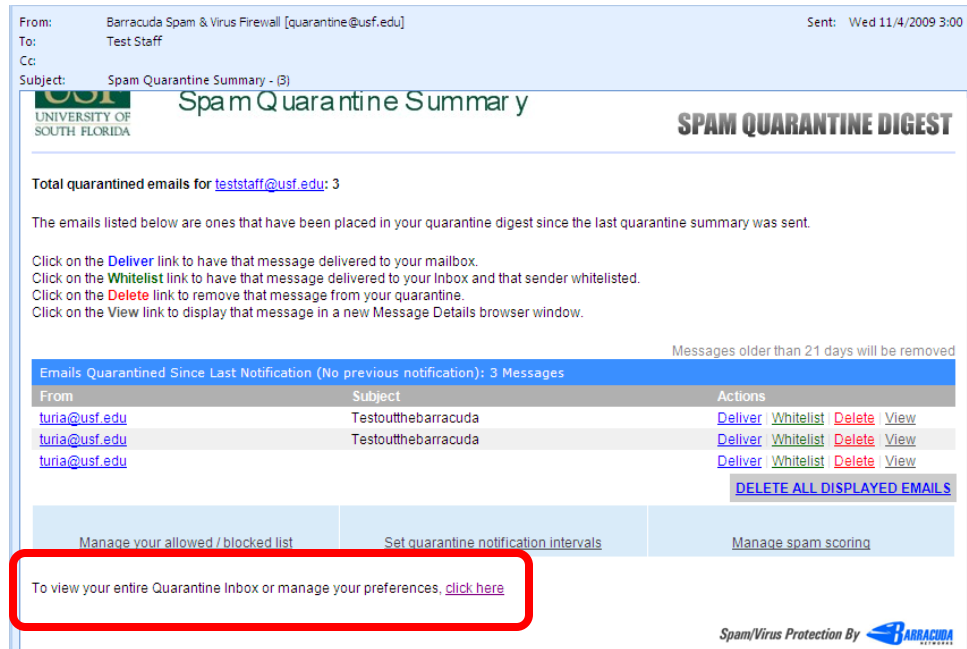 From: Barracuda Spam & Virus Firewall [quarantine@usf.edu] Sent: Wed 11/4/2009 3:00
To: Test Staff
Cc:
Subject: Spam Quarantine Summary - (3)
USF
UNIVERSITY OF
SOUTH FLORIDA
Spam Quarantine Summary
SPAM QUARANTINE DIGEST
Total quarantined emails for teststaff@usf.edu: 3
The emails listed below are ones that have been placed in your quarantine digest since the last quarantine summary was sent.
Click on the Deliver link to have that message delivered to your mailbox.
Click on the Whitelist link to have that message delivered to your Inbox and that sender whitelisted.
Click on the Delete link to remove that message from your quarantine.
Click on the View link to display that message in a new Message Details browser window.
Messages older than 21 days will be removed
Emails Quarantined Since Last Notification (No previous notification): 3 Messages
From Subject Actions
turia@usf.edu Testoutthebarracuda Deliver | Whitelist | Delete | View
turia@usf.edu Testoutthebarracuda Deliver | Whitelist | Delete | View
turia@usf.edu Deliver | Whitelist | Delete | View
DELETE ALL DISPLAYED EMAILS
Manage your allowed / blocked list Set quarantine notification intervals Manage spam scoring
To view your entire Quarantine Inbox or manage your preferences, click here
Spam/Virus Protection By BARRACUDA
NETWORKS